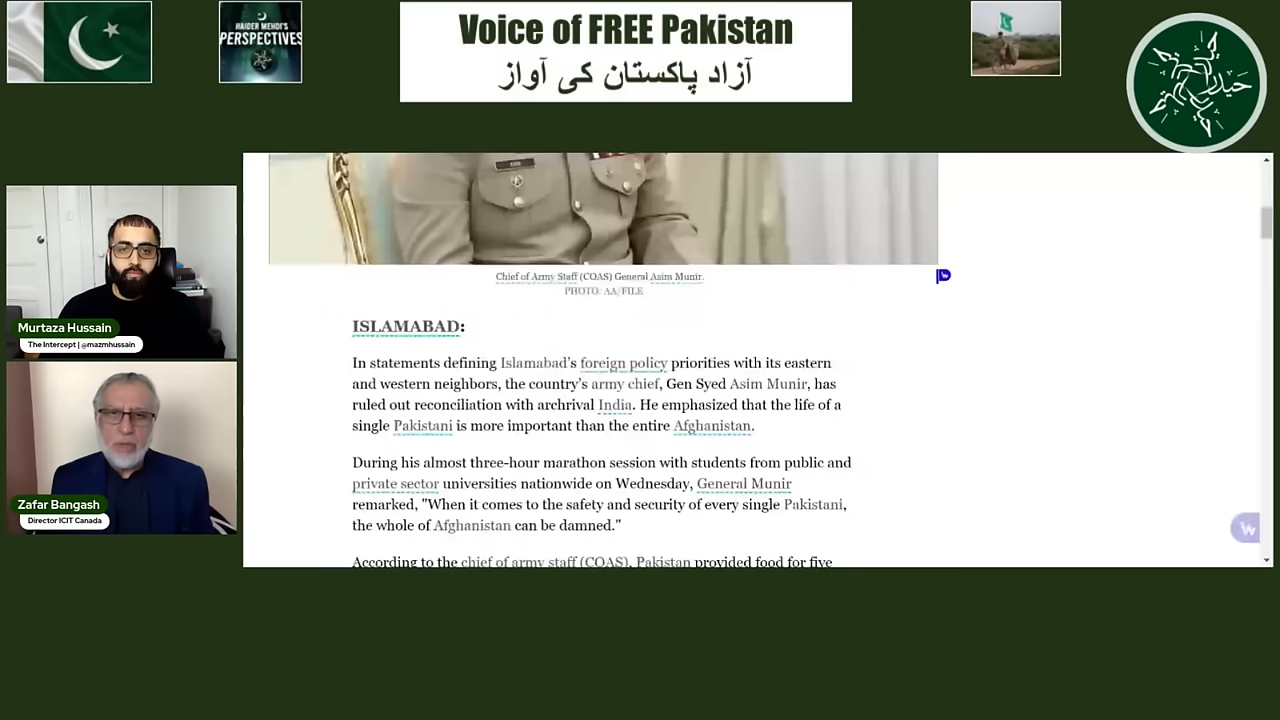 HAIDER MEHDI'S
PERSPECTIVES
Voice of FREE Pakistan
آزاد پاکستان کی آواز
Murtaza Hussain
The Intercept | @mazmhussain
Zafar Bangash
Director ICIT Canada
Chief of Army Staff (COAS) General Asim Munir.
PHOTO: AA/FILE
ISLAMABAD:
In statements defining Islamabad's foreign policy priorities with its eastern
and western neighbors, the country's army chief, Gen Syed Asim Munir, has
ruled out reconciliation with archrival India. He emphasized that the life of a
single Pakistani is more important than the entire Afghanistan.
During his almost three-hour marathon session with students from public and
private sector universities nationwide on Wednesday, General Munir
remarked, "When it comes to the safety and security of every single Pakistani,
the whole of Afghanistan can be damned."
According to the chief of army staff (COAS), Pakistan provided food for five